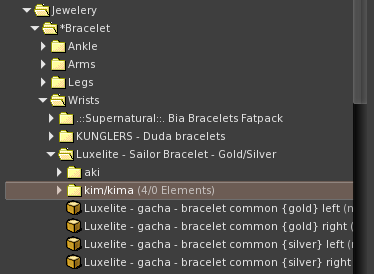 Jewelery
*Bracelet
Ankle
Arms
Legs
Wrists
.::Supernatural::. Bia Bracelets Fatpack
KUNGLERS - Duda bracelets
Luxelite - Sailor Bracelet - Gold/Silver
aki
kim/kima (4/0 Elements)
Luxelite - gacha - bracelet common {gold} left (
Luxelite - gacha - bracelet common {gold} right (
Luxelite - gacha - bracelet common {silver} left (
Luxelite - gacha - bracelet common {silver} right